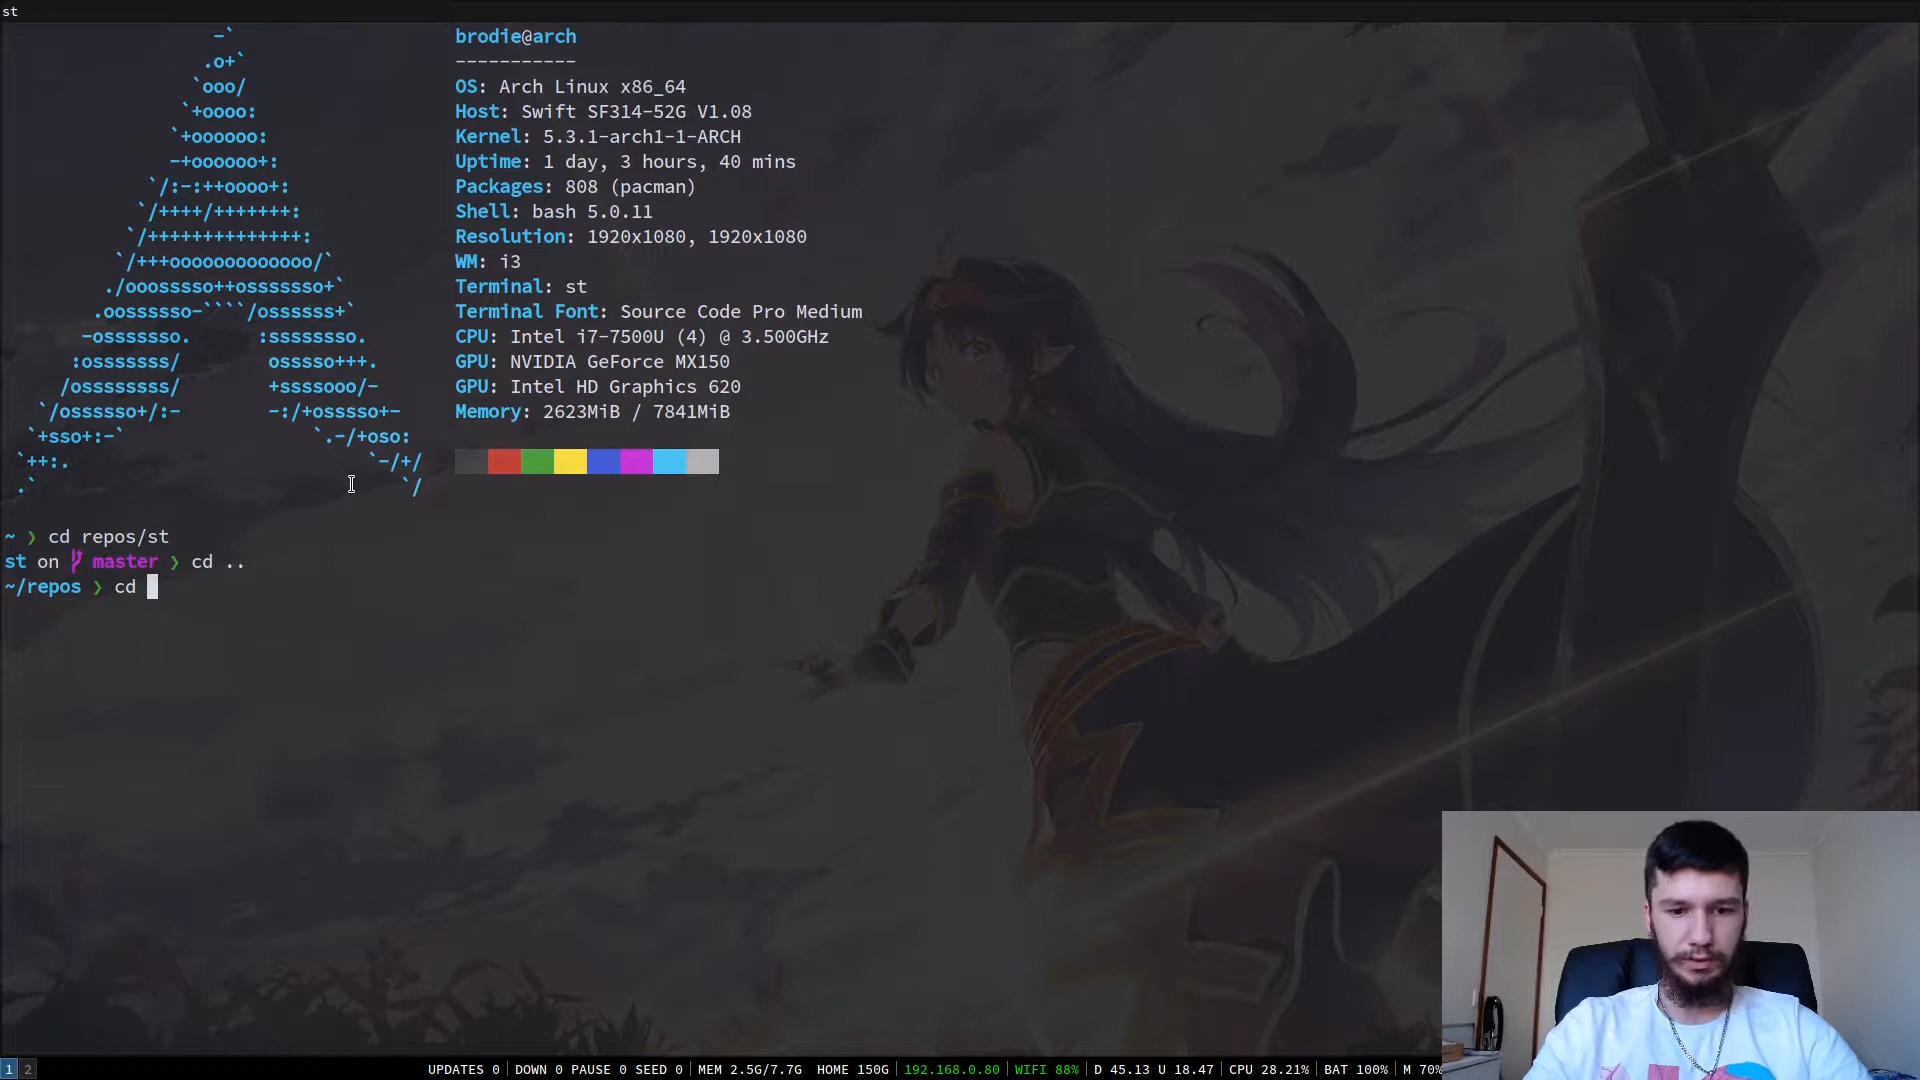 st
brodie@arch
-----------
OS: Arch Linux x86_64
Host: Swift SF314-52G V1.08
Kernel: 5.3.1-arch1-1-ARCH
Uptime: 1 day, 3 hours, 40 mins
Packages: 808 (pacman)
Shell: bash 5.0.11
Resolution: 1920x1080, 1920x1080
WM: i3
Terminal: st
Terminal Font: Source Code Pro Medium
CPU: Intel i7-7500U (4) @ 3.500GHz
GPU: NVIDIA GeForce MX150
GPU: Intel HD Graphics 620
Memory: 2623MiB / 7841MiB
~ ❯ cd repos/st
st on master ❯ cd ..
~/repos ❯ cd
1 2 UPDATES 0 | DOWN 0 PAUSE 0 SEED 0 | MEM 2.5G/7.7G HOME 150G | 192.168.0.80 | WIFI 88% | D 45.13 U 18.47 | CPU 28.21% | BAT 100% | M 70%